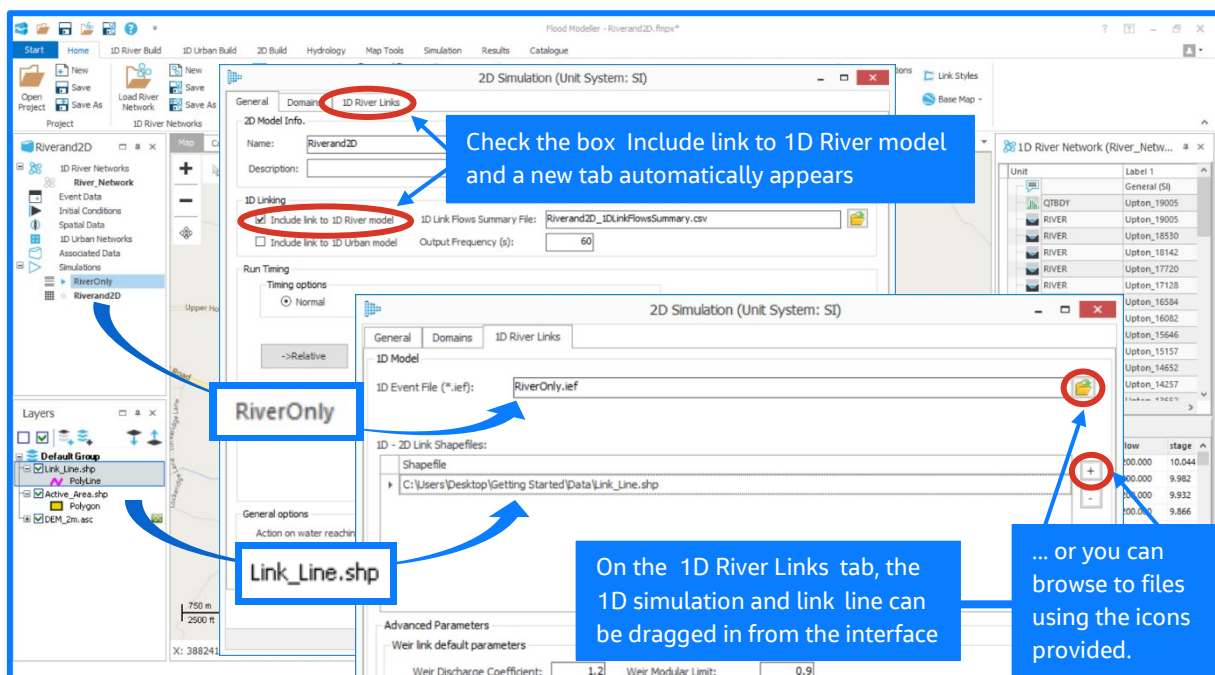 Flood Modeller - Riverand2D.fmpx*
Start Home 1D River Build 1D Urban Build 2D Build Hydrology Map Tools Simulation Results Catalogue
Open Project
New
Save
Save As
Project
Load River Network
New
Save
Save As
1D River Networks
Link Styles
Base Map
Riverand2D
1D River Networks
River_Network
Event Data
Initial Conditions
Spatial Data
1D Urban Networks
Associated Data
Simulations
RiverOnly
Riverand2D
Map
Layers
Default Group
Link_Line.shp
PolyLine
Active_Area.shp
Polygon
DEM_2m.asc
Upper Ho
Road
750 m
2500 ft
X: 388241
2D Simulation (Unit System: SI)
General Domains 1D River Links
2D Model Info.
Name: Riverand2D
Description:
1D Linking
Include link to 1D River model 1D Link Flows Summary File: Riverand2D_1DLinkFlowsSummary.csv
Include link to 1D Urban model Output Frequency (s): 60
Run Timing
Timing options
Normal
->Relative
General options
Action on water reachin
Check the box Include link to 1D River model
and a new tab automatically appears
2D Simulation (Unit System: SI)
General Domains 1D River Links
1D Model
1D Event File (*.ief): RiverOnly.ief
1D - 2D Link Shapefiles:
Shapefile
C:\Users\Desktop\Getting Started\Data\Link_Line.shp
+
-
Advanced Parameters
Weir link default parameters
Weir Discharge Coefficient: 1.2 Weir Modular Limit: 0.9
RiverOnly
Link_Line.shp
On the 1D River Links tab, the
1D simulation and link line can
be dragged in from the interface
... or you can
browse to files
using the icons
provided.
1D River Network (River_Netw...
Unit Label 1
General (SI)
QTBDY Upton_19005
RIVER Upton_19005
RIVER Upton_18530
RIVER Upton_18142
RIVER Upton_17720
RIVER Upton_17128
Upton_16584
Upton_16082
Upton_15646
Upton_15157
Upton_14652
Upton_14257
low stage
200.000 10.044
200.000 9.982
200.000 9.932
200.000 9.866